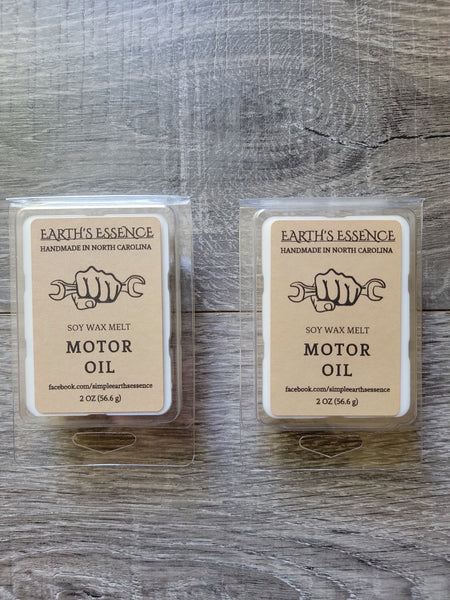 EARTH'S ESSENCE
HANDMADE IN NORTH CAROLINA
SOY WAX MELT
MOTOR
OIL
facebook.com/simpleearthsessence
2 OZ (56.6 g)
EARTH'S ESSENCE
HANDMADE IN NORTH CAROLINA
SOY WAX MELT
MOTOR
OIL
facebook.com/simpleearthsessence
2 OZ (56.6 g)